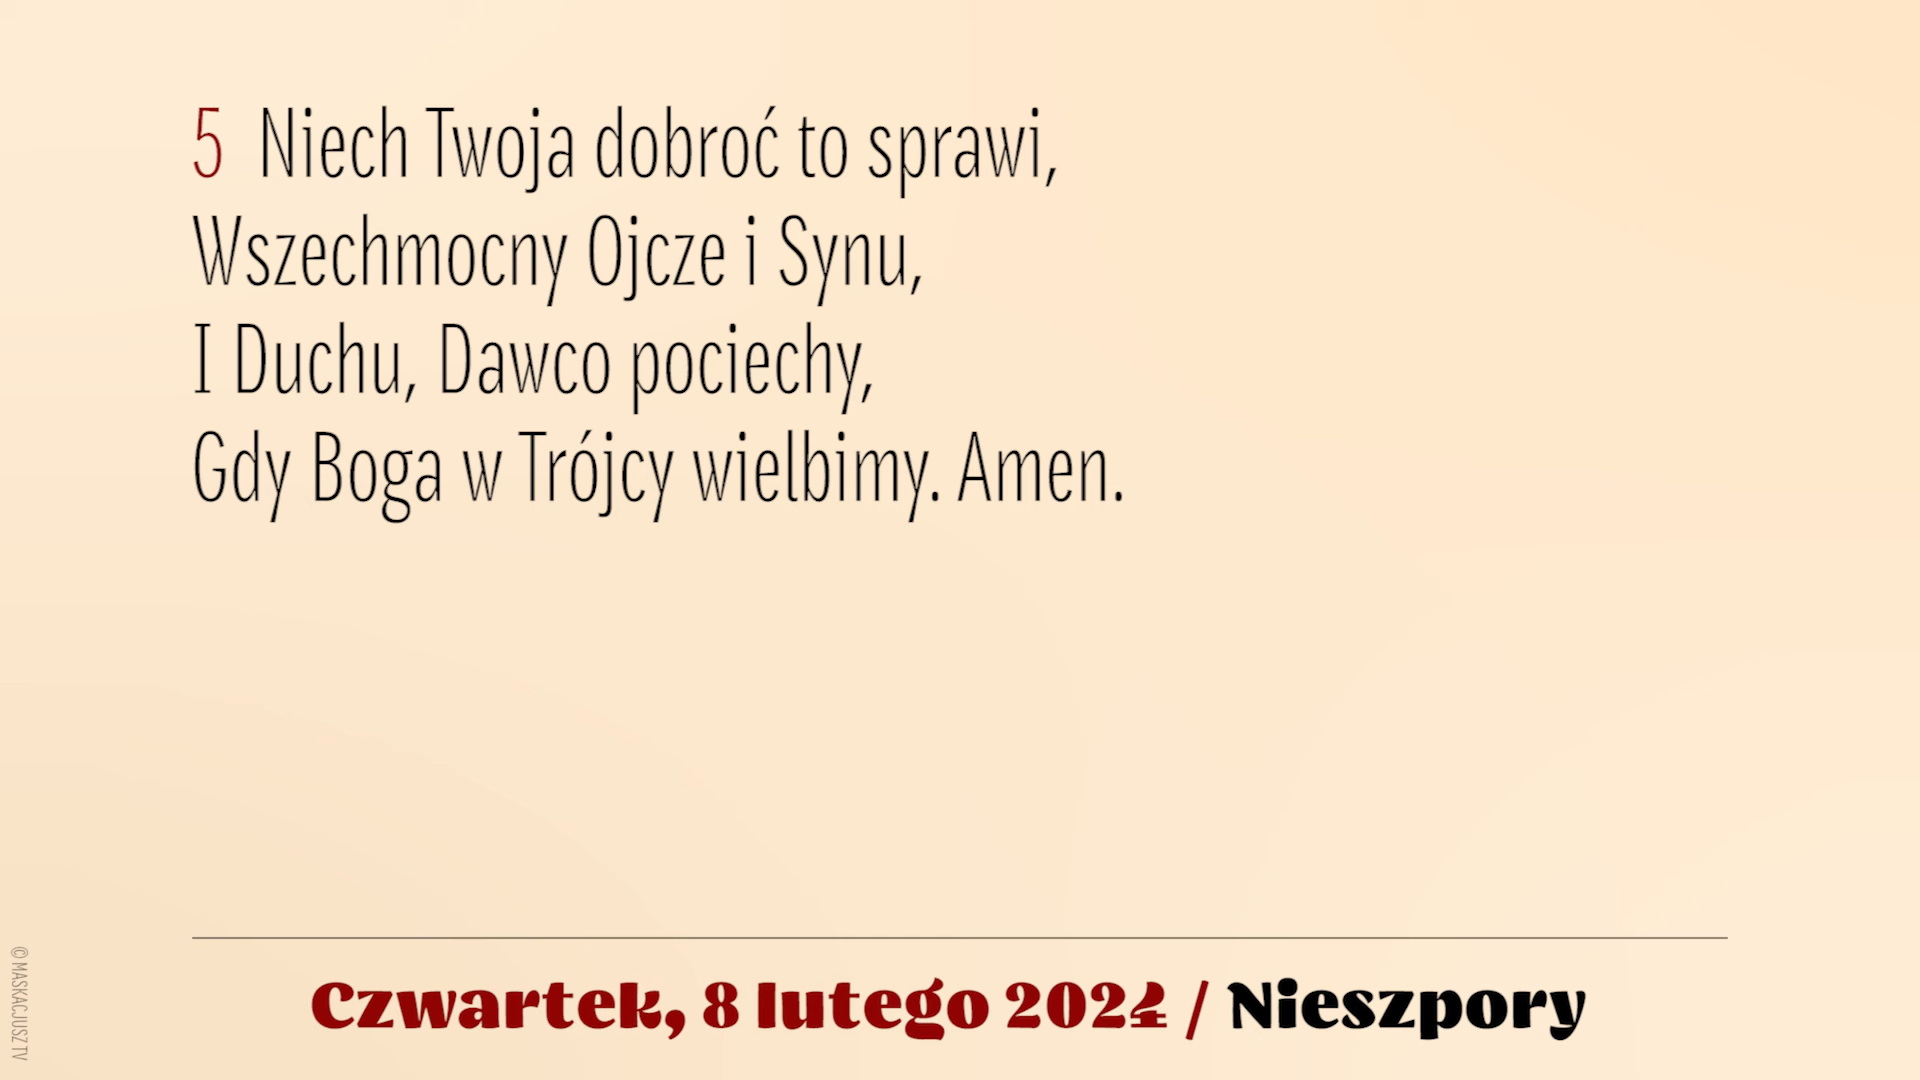 5 Niech Twoja dobroć to sprawi,
Wszechmocny Ojcze i Synu,
I Duchu, Dawco pociechy,
Gdy Boga w Trójcy wielbimy. Amen.
Czwartek, 8 lutego 2024 / Nieszpory
© MASKACJUSZ TV